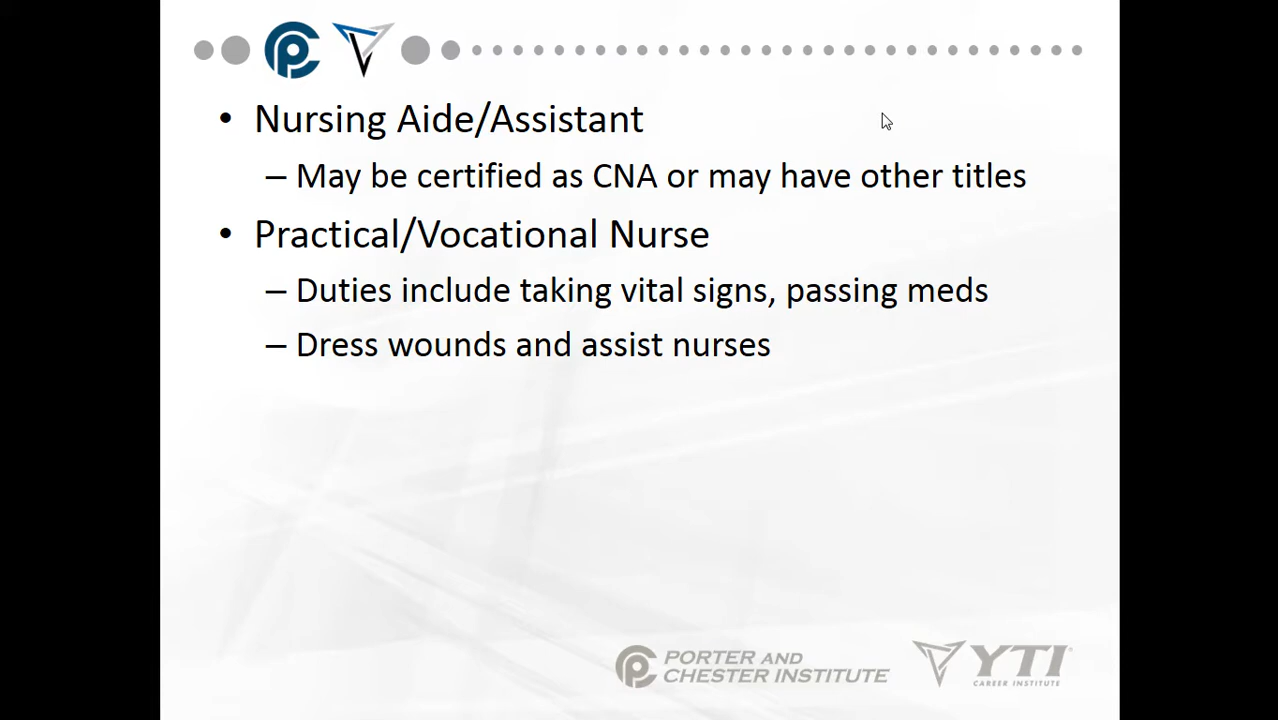 • Nursing Aide/Assistant
– May be certified as CNA or may have other titles
• Practical/Vocational Nurse
– Duties include taking vital signs, passing meds
– Dress wounds and assist nurses
PORTER AND
CHESTER INSTITUTE
YTI
CAREER INSTITUTE